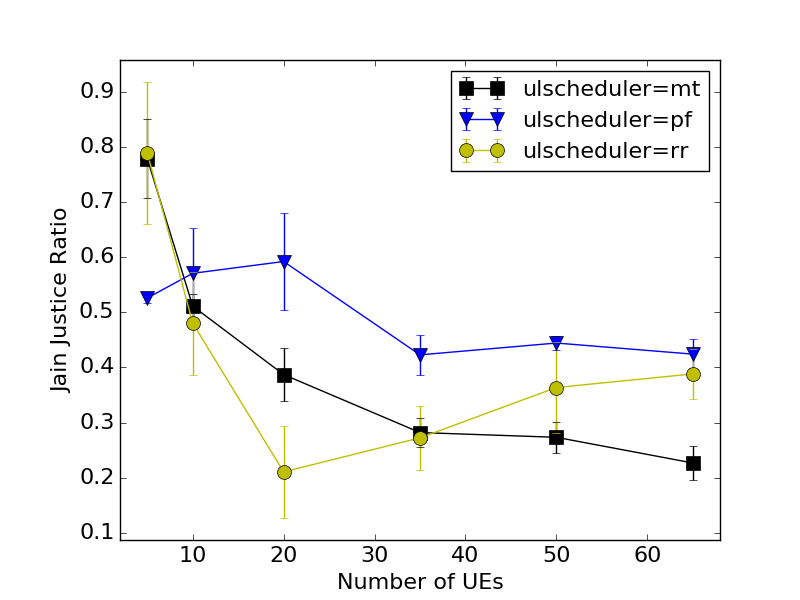 ulscheduler=mt
ulscheduler=pf
ulscheduler=rr
Jain Justice Ratio
0.9
0.8
0.7
0.6
0.5
0.4
0.3
0.2
0.1
10 20 30 40 50 60
Number of UEs